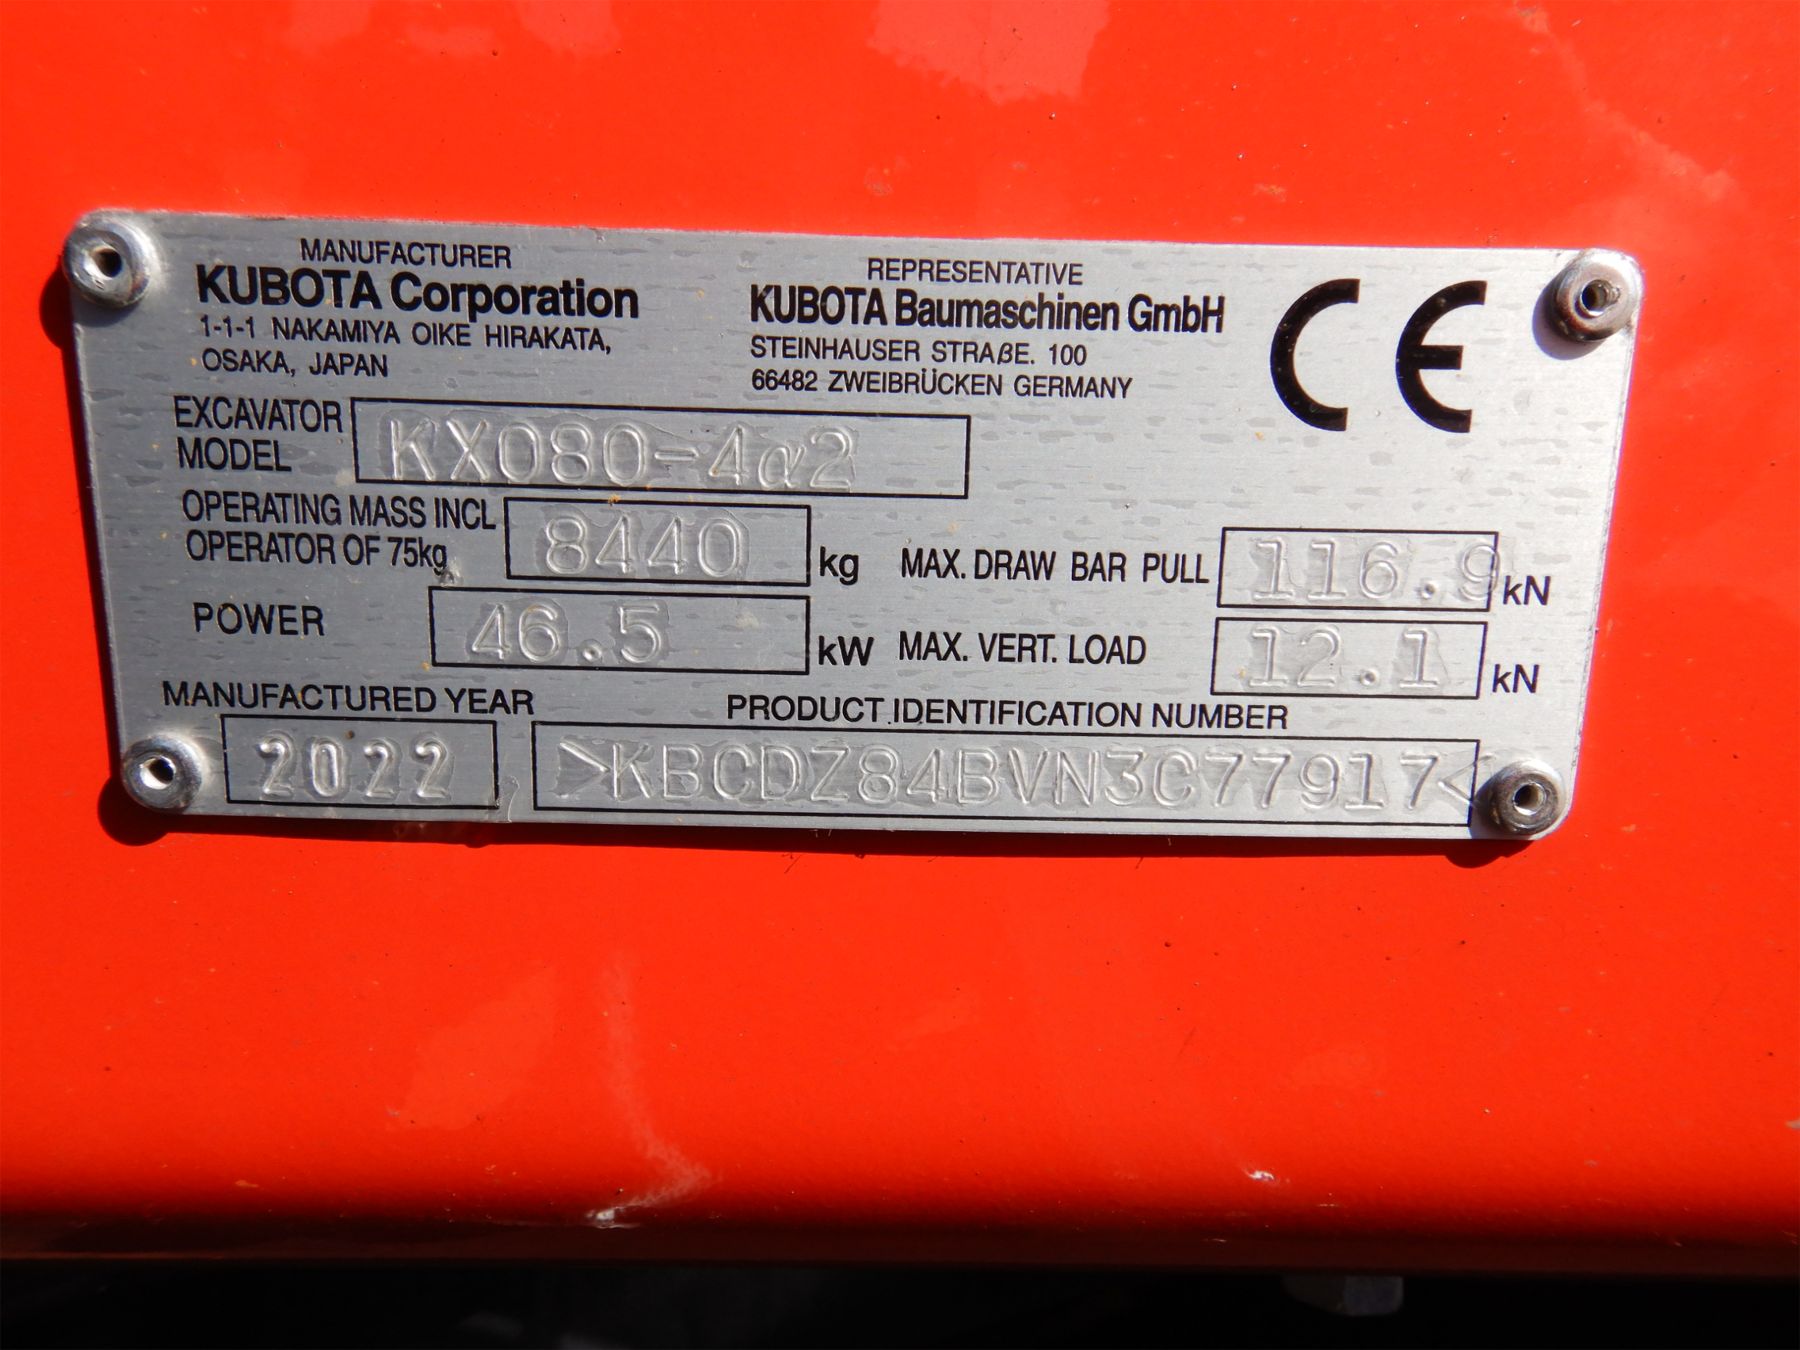 MANUFACTURER
KUBOTA Corporation
1-1-1 NAKAMIYA OIKE HIRAKATA,
OSAKA, JAPAN
REPRESENTATIVE
KUBOTA Baumaschinen GmbH
STEINHAUSER STRAßE. 100
66482 ZWEIBRÜCKEN GERMANY
CE
EXCAVATOR
MODEL
KX080-4α2
OPERATING MASS INCL
OPERATOR OF 75kg
8440 kg
MAX. DRAW BAR PULL 116.9 kN
POWER 46.5 kW
MAX. VERT. LOAD 12.1 kN
MANUFACTURED YEAR
2022
PRODUCT IDENTIFICATION NUMBER
>KBCDZ84BVN3C77917<